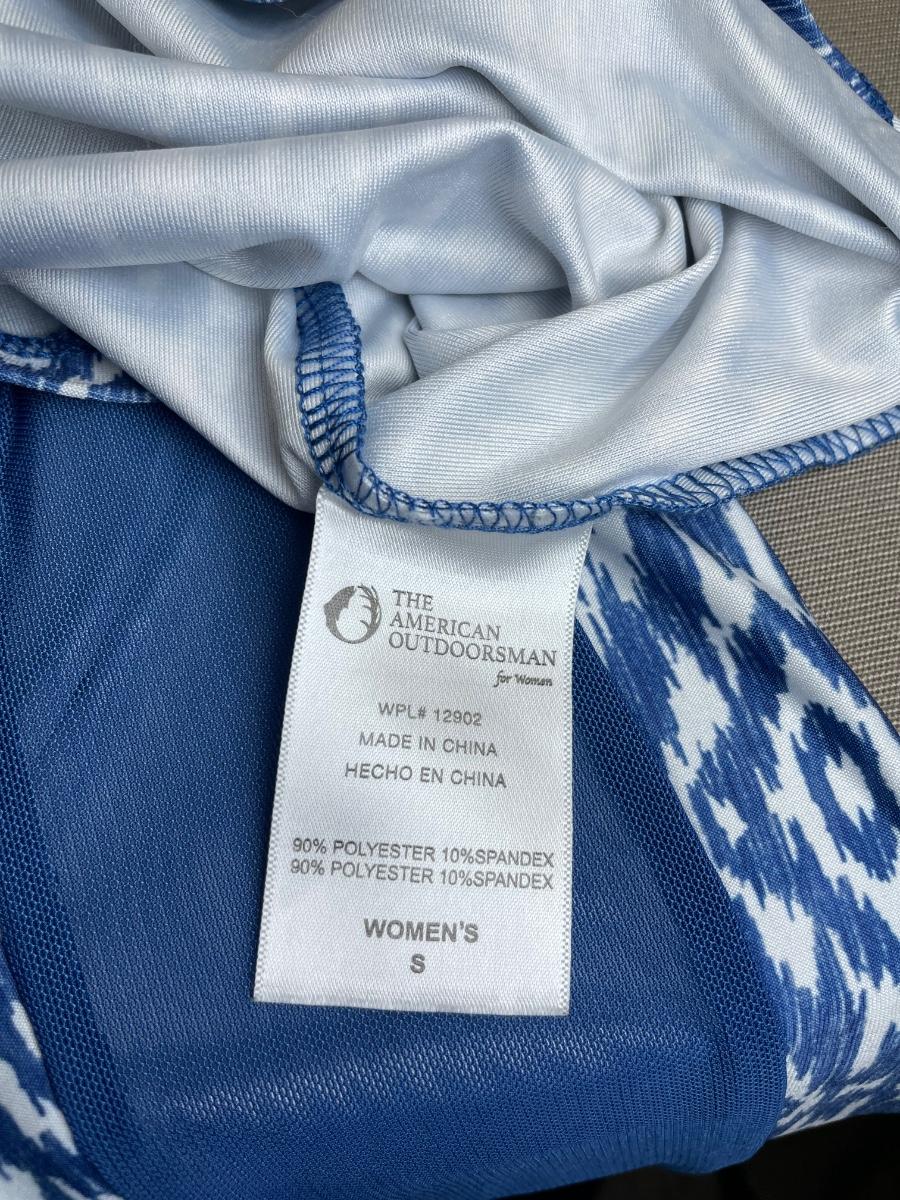 THE
AMERICAN
OUTDOORSMAN
for Women
WPL# 12902
MADE IN CHINA
HECHO EN CHINA
90% POLYESTER 10%SPANDEX
90% POLYESTER 10%SPANDEX
WOMEN'S
S